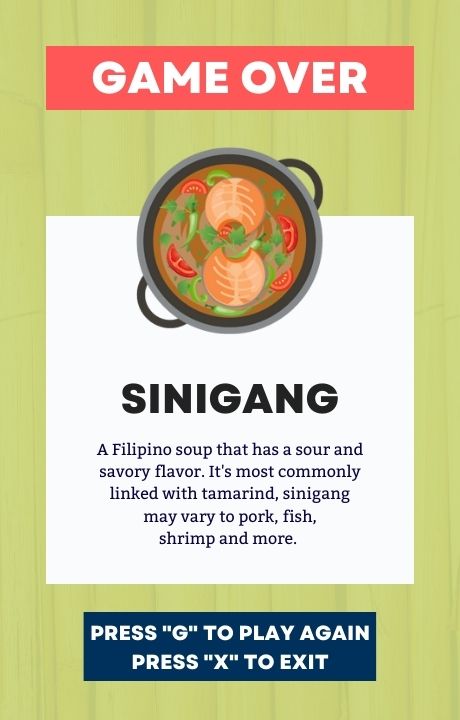 GAME OVER
SINIGANG
A Filipino soup that has a sour and
savory flavor. It's most commonly
linked with tamarind, sinigang
may vary to pork, fish,
shrimp and more.
PRESS "G" TO PLAY AGAIN
PRESS "X" TO EXIT